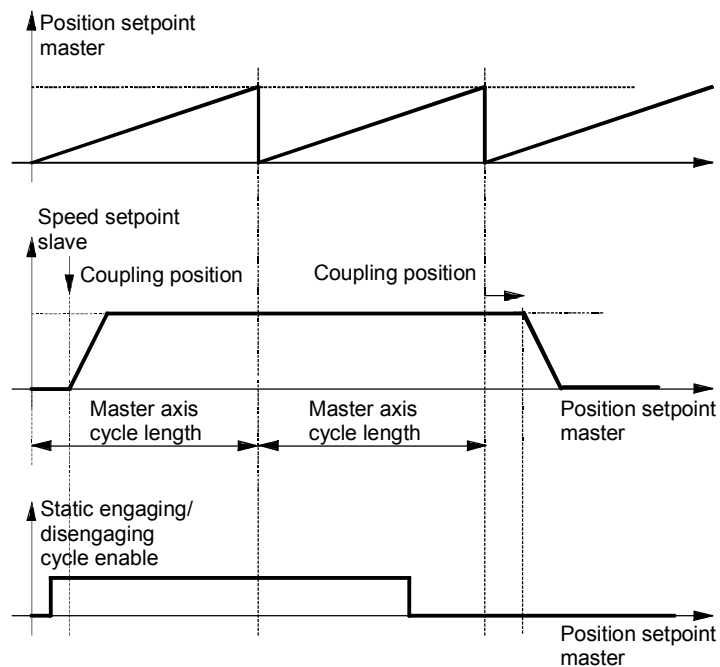 Position setpoint
master
Speed setpoint
slave
Coupling position
Coupling position
Master axis
cycle length
Master axis
cycle length
Position setpoint
master
Static engaging/
disengaging
cycle enable
Position setpoint
master